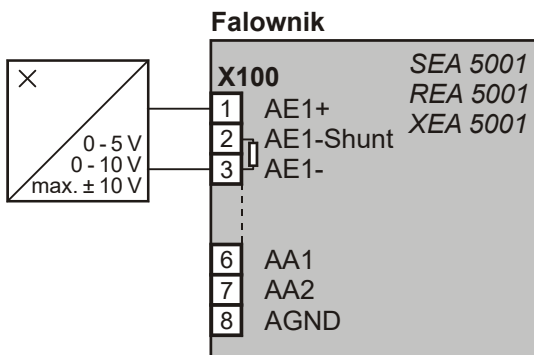 Falownik
X100
SEA 5001
REA 5001
XEA 5001
1 AE1+
2 AE1-Shunt
3 AE1-
0 - 5 V
0 - 10 V
max. ± 10 V
6 AA1
7 AA2
8 AGND